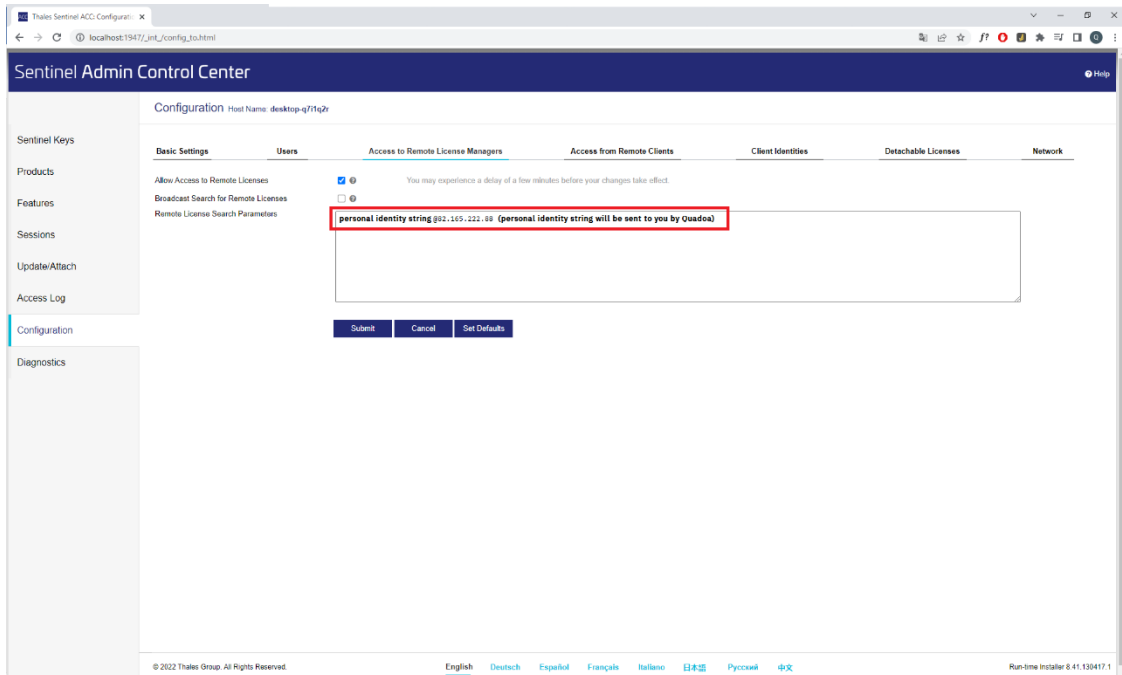 Thales Sentinel ACC: Configurati
localhost:1947/_int_/config_to.html
Sentinel Admin Control Center
Help
Configuration Host Name: desktop-q7i1q2r
Sentinel Keys
Products
Features
Sessions
Update/Attach
Access Log
Configuration
Diagnostics
Basic Settings Users Access to Remote License Managers Access from Remote Clients Client Identities Detachable Licenses Network
Allow Access to Remote Licenses You may experience a delay of a few minutes before your changes take effect.
Broadcast Search for Remote Licenses
Remote License Search Parameters
personal identity string @82.165.222.88 (personal identity string will be sent to you by Quadoa)
Submit Cancel Set Defaults
© 2022 Thales Group. All Rights Reserved.
English Deutsch Español Français Italiano 日本語 Русский 中文
Run-time Installer 8.41.130417.1